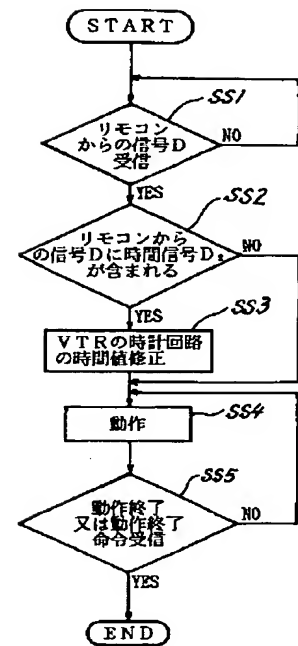 START
SS1
リモコン
からの信号D
受信
NO
YES
SS2
リモコンから
の信号Dに時間信号D₂
が含まれる
NO
YES
SS3
VTRの時計回路
の時間値修正
動作
SS4
SS5
動作終了
又は動作終了
命令受信
NO
YES
END